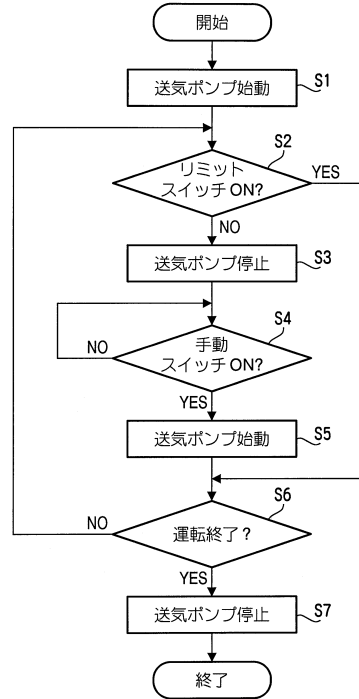 開始
送気ポンプ始動
S1
リミット
スイッチON?
S2
YES
NO
送気ポンプ停止
S3
手動
スイッチON?
S4
NO
YES
送気ポンプ始動
S5
運転終了？
S6
NO
YES
送気ポンプ停止
S7
終了